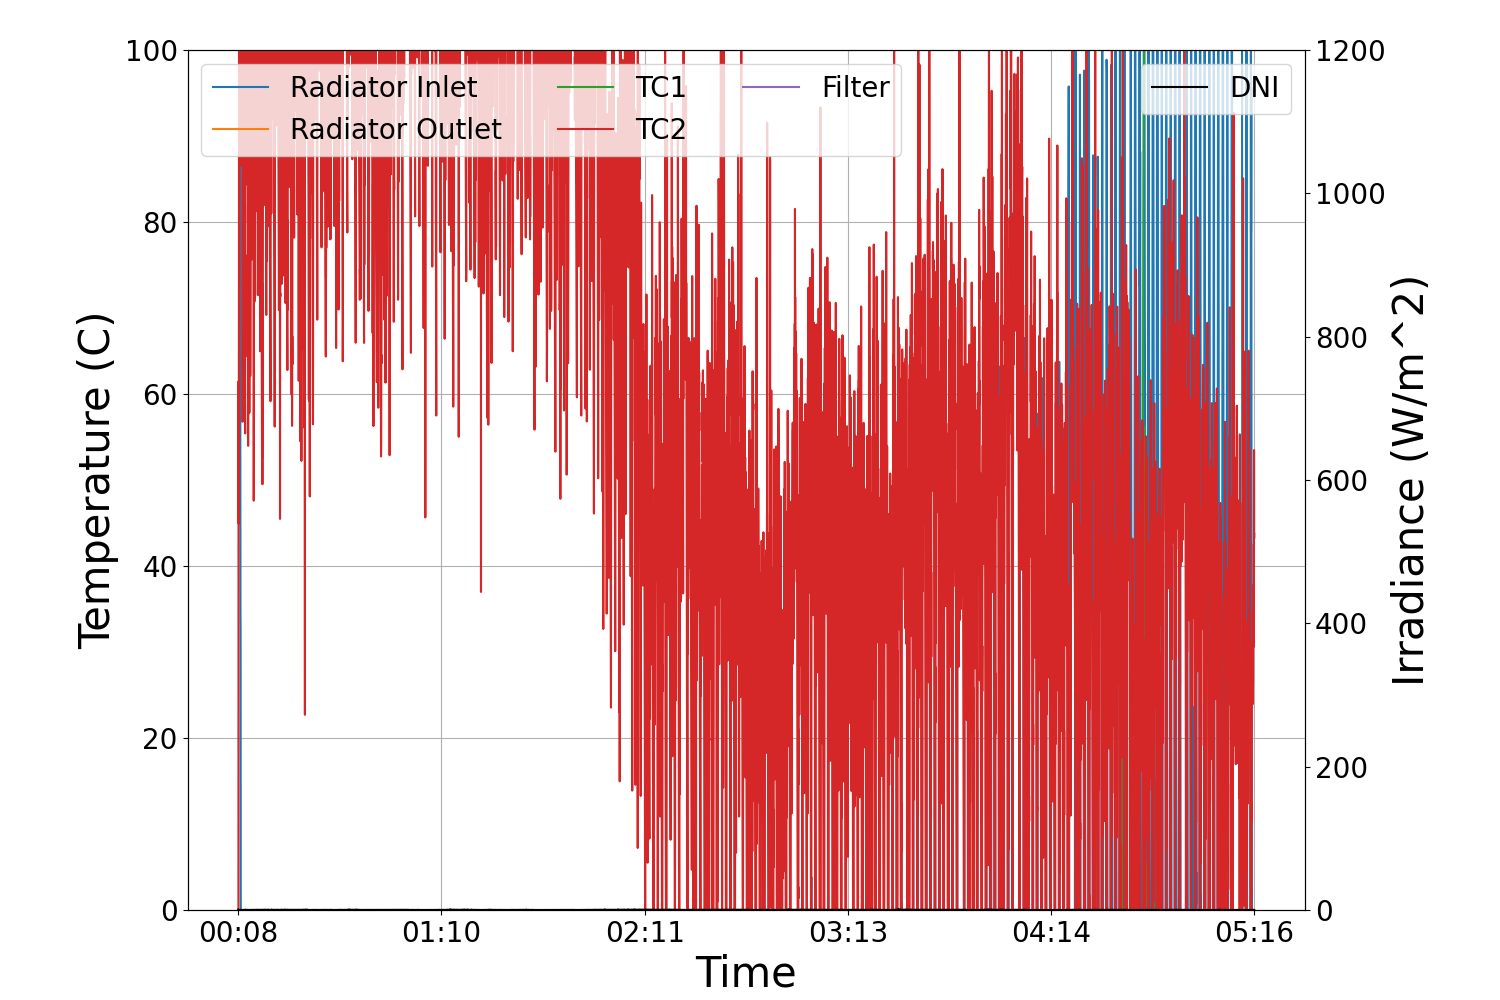 Radiator Inlet
Radiator Outlet
TC1
TC2
Filter
DNI
100
80
60
40
20
0
Temperature (C)
1200
1000
800
600
400
200
0
Irradiance (W/m^2)
00:08 01:10 02:11 03:13 04:14 05:16
Time